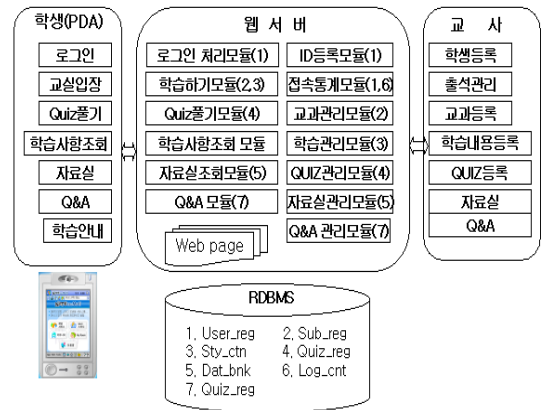 학생(PDA)
로그인
교실입장
Quiz풀기
학습사항조회
자료실
Q&A
학습안내
웹 서 버
로그인 처리모듈(1)
학습하기모듈(2,3)
Quiz풀기모듈(4)
학습사항조회 모듈
자료실조회모듈(5)
Q&A 모듈(7)
Web page
ID등록모듈(1)
접속통계모듈(1,6)
교과관리모듈(2)
학습관리모듈(3)
QUIZ관리모듈(4)
자료실관리모듈(5)
Q&A 관리모듈(7)
교 사
학생등록
출석관리
교과등록
학습내용등록
QUIZ등록
자료실
Q&A
RDBMS
1, User_reg 2, Sub_reg
3, Sty_ctn 4, Quiz_reg
5, Dat_bnk 6, Log_cnt
7, Quiz_reg